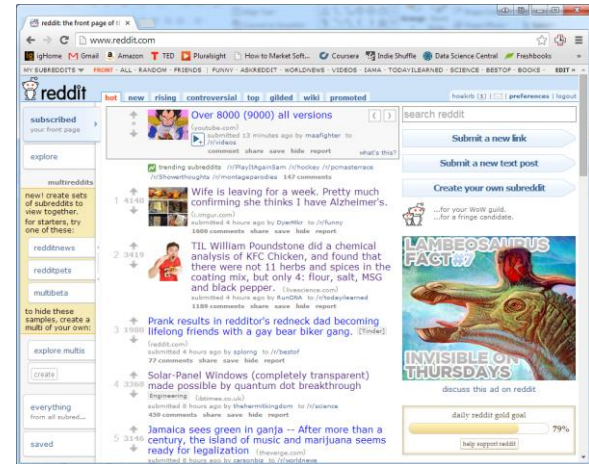 reddit: the front page of t
www.reddit.com
igHome Gmail Amazon TED Pluralsight How to Market Soft... Coursera Indie Shuffle Data Science Central Freshbooks
MY SUBREDDITS FRONT - ALL - RANDOM - FRIENDS | FUNNY - ASKREDDIT - WORLDNEWS - VIDEOS - IAMA - TODAYILEARNED - SCIENCE - BESTOF - BOOKS - EDIT »
reddit hot new rising controversial top gilded wiki promoted
preferences | logout
subscribed
your front page
explore
multireddits
new! create sets
of subreddits to
view together.
for starters, try
one of these:
redditnews
redditpets
multibeta
to hide these
samples, create a
multi of your own:
explore multis
create
everything
from all subred...
saved
Over 8000 (9000) all versions
(youtube.com)
submitted 13 minutes ago by maafighter to
/r/videos
comment share save hide report
what's this?
trending subreddits /r/PlayItAgainSam /r/hockey /r/pcmasterrace
/r/Showerthoughts /r/montageparodies 147 comments
1 4148 Wife is leaving for a week. Pretty much
confirming she thinks I have Alzheimer's.
(i.imgur.com)
submitted 4 hours ago by to /r/funny
1600 comments share save hide report
2 3419 TIL William Poundstone did a chemical
analysis of KFC Chicken, and found that
there were not 11 herbs and spices in the
coating mix, but only 4: flour, salt, MSG
and black pepper. (livescience.com)
submitted 4 hours ago by RunDNA to /r/todayilearned
1180 comments share save hide report
3 Prank results in redditor's redneck dad becoming
lifelong friends with a gay bear biker gang. [Tinder]
(reddit.com)
submitted 4 hours ago by splorng to /r/bestof
77 comments share save hide report
4 3360 Solar-Panel Windows (completely transparent)
made possible by quantum dot breakthrough
Engineering (ibtimes.co.uk)
submitted 8 hours ago by thehermitkingdom to /r/science
430 comments share save hide report
5 3146 Jamaica sees green in ganja -- After more than a
century, the island of music and marijuana seems
ready for legalization (theverge.com)
submitted 8 hours ago by to /r/worldnews
search reddit
Submit a new link
Submit a new text post
Create your own subreddit
...for your WoW guild.
...for a fringe candidate.
LAMBEOSAURUS
FACT #7
INVISIBLE ON
THURSDAYS
discuss this ad on reddit
daily reddit gold goal
79%
help support reddit